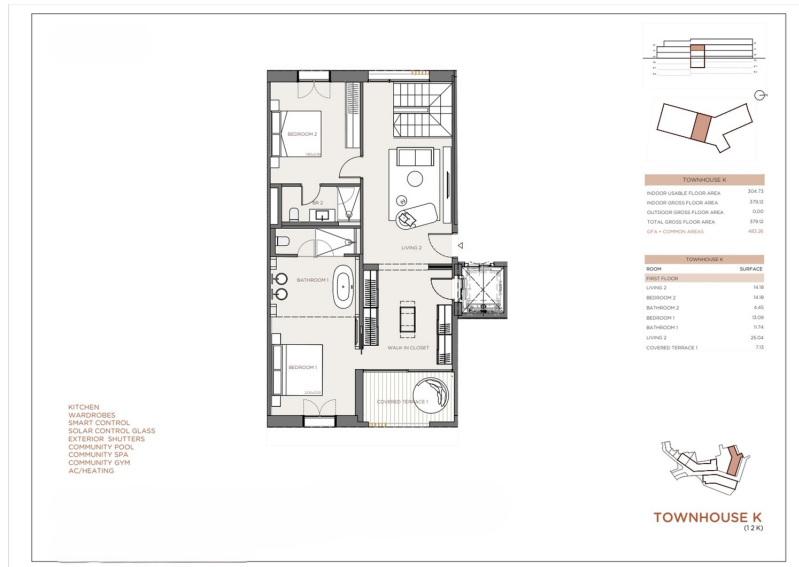 BEDROOM 2
BR 2
LIVING 2
BATHROOM 1
WALK IN CLOSET
BEDROOM 1
COVERED TERRACE 1
KITCHEN
WARDROBES
SMART CONTROL
SOLAR CONTROL GLASS
EXTERIOR SHUTTERS
COMMUNITY POOL
COMMUNITY SPA
COMMUNITY GYM
AC/HEATING
TOWNHOUSE K
INDOOR USABLE FLOOR AREA 304.73
INDOOR GROSS FLOOR AREA 379.12
OUTDOOR GROSS FLOOR AREA 0.00
TOTAL GROSS FLOOR AREA 379.12
GFA + COMMON AREAS 483.26
TOWNHOUSE K
ROOM SURFACE
FIRST FLOOR
LIVING 2 14.18
BEDROOM 2 14.18
BATHROOM 2 4.45
BEDROOM 1 13.09
BATHROOM 1 11.74
LIVING 2 25.04
COVERED TERRACE 1 7.13
TOWNHOUSE K
(12 K)